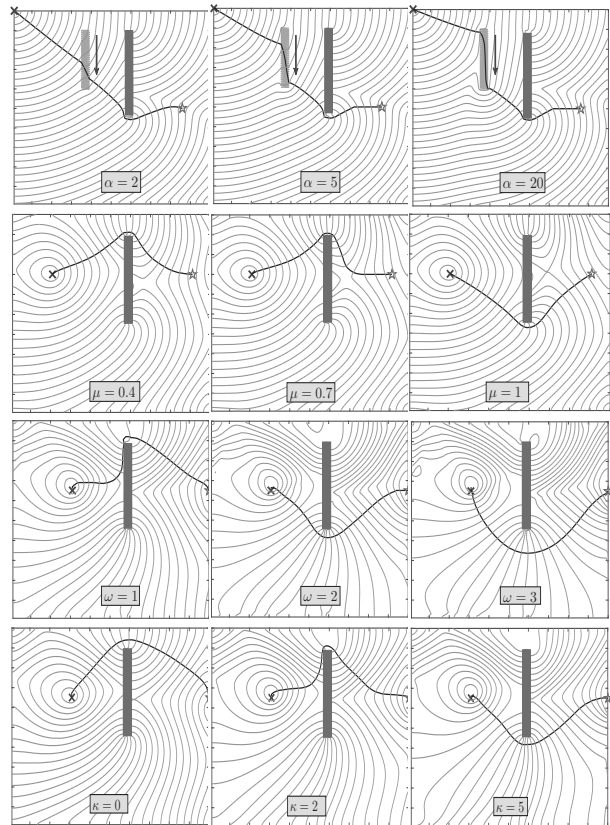 α = 2
α = 5
α = 20
μ = 0.4
μ = 0.7
μ = 1
ω = 1
ω = 2
ω = 3
κ = 0
κ = 2
κ = 5